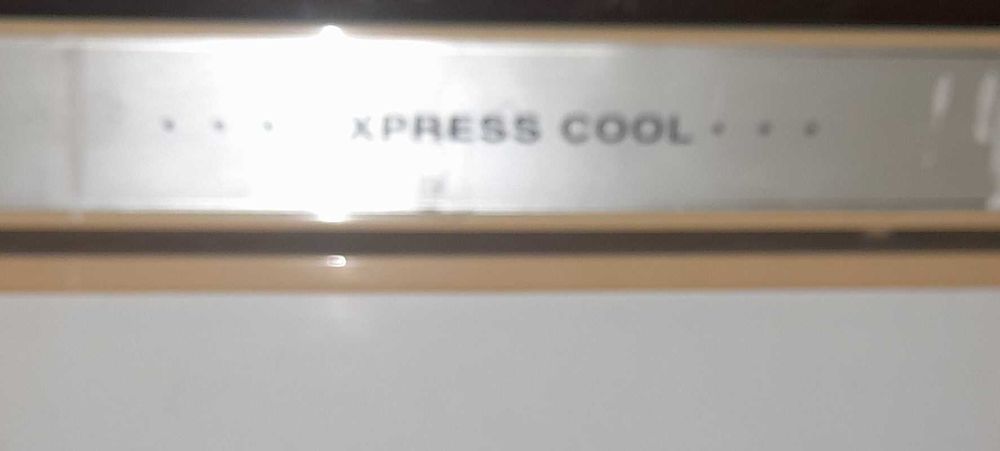 • • • XPRESS COOL • • •